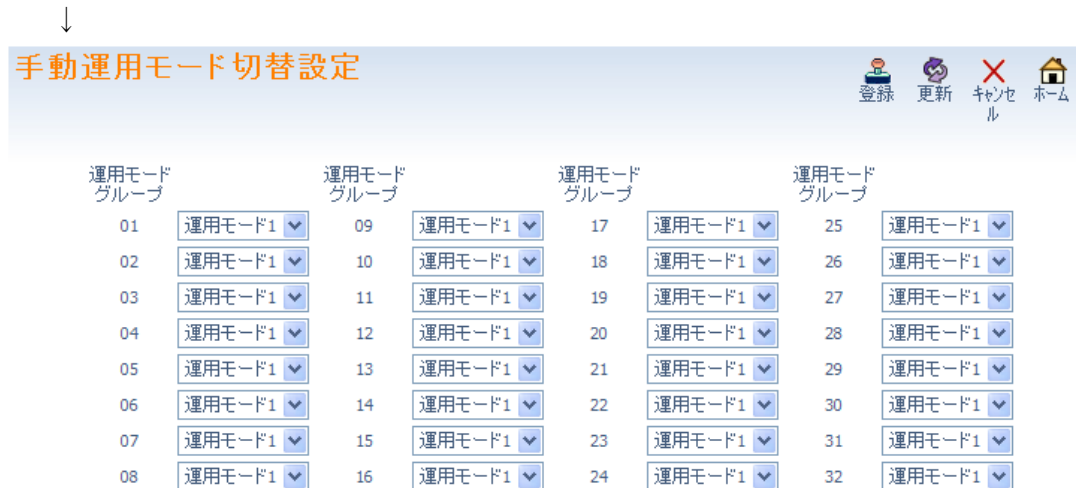 ↓
手動運用モード切替設定
登録 更新 キャンセ
ル ホーム
運用モード
グループ 運用モード
グループ 運用モード
グループ 運用モード
グループ
01 運用モード1 09 運用モード1 17 運用モード1 25 運用モード1
02 運用モード1 10 運用モード1 18 運用モード1 26 運用モード1
03 運用モード1 11 運用モード1 19 運用モード1 27 運用モード1
04 運用モード1 12 運用モード1 20 運用モード1 28 運用モード1
05 運用モード1 13 運用モード1 21 運用モード1 29 運用モード1
06 運用モード1 14 運用モード1 22 運用モード1 30 運用モード1
07 運用モード1 15 運用モード1 23 運用モード1 31 運用モード1
08 運用モード1 16 運用モード1 24 運用モード1 32 運用モード1